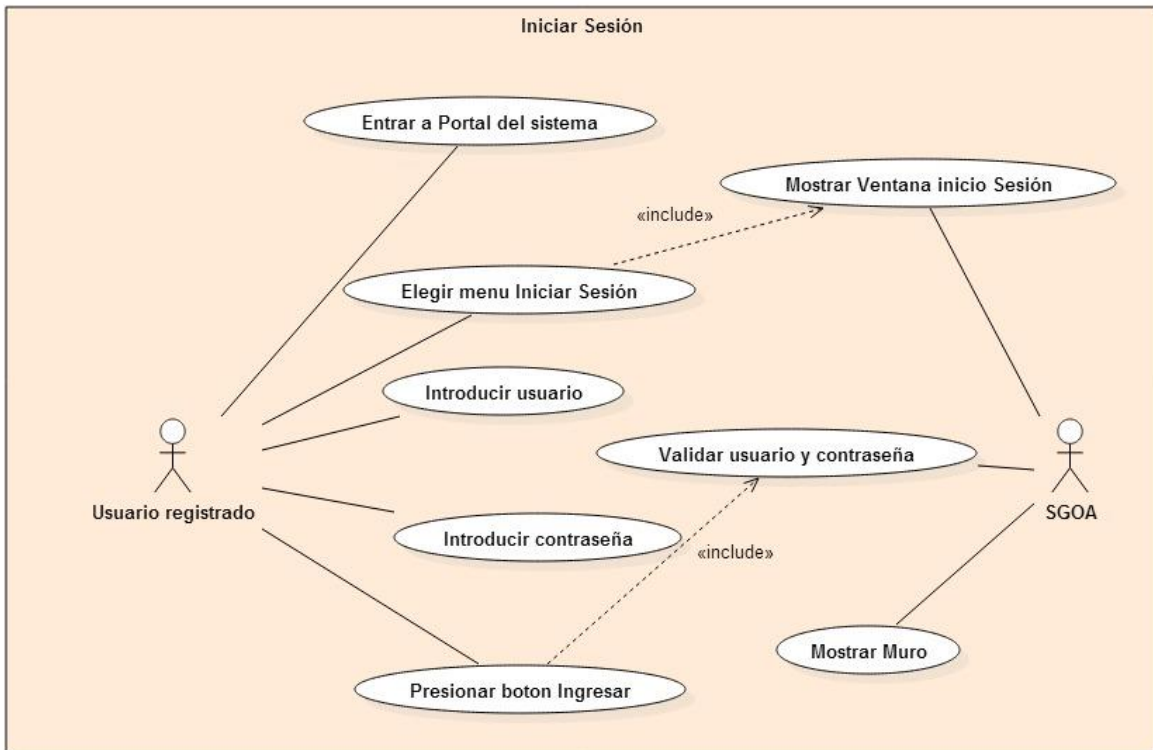 Iniciar Sesión
Entrar a Portal del sistema
Mostrar Ventana inicio Sesión
«include»
Elegir menu Iniciar Sesión
Introducir usuario
Validar usuario y contraseña
Usuario registrado
SGOA
Introducir contraseña
«include»
Mostrar Muro
Presionar boton Ingresar